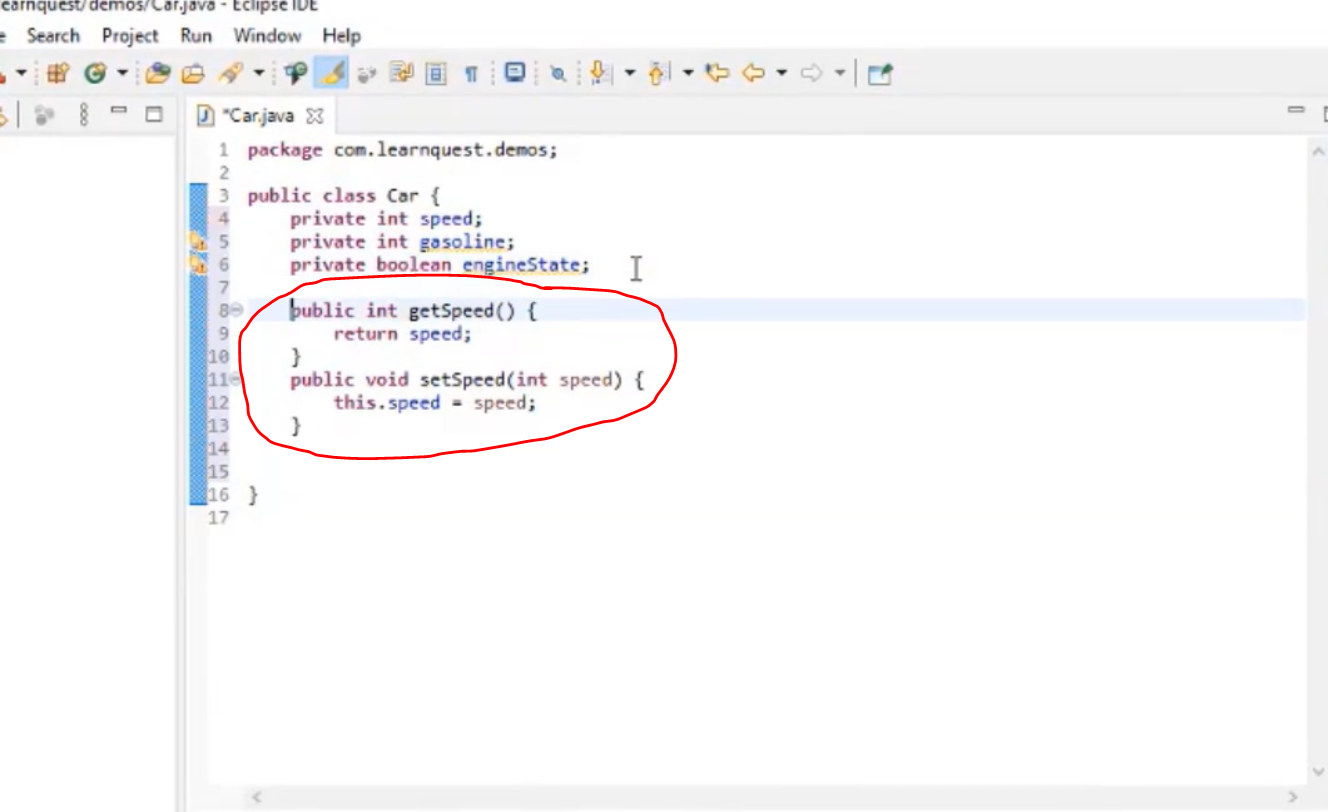 learnquest/demos/Car.java - Eclipse IDE
Search Project Run Window Help
*Car.java
1 package com.learnquest.demos;
2
3 public class Car {
4 private int speed;
5 private int gasoline;
6 private boolean engineState;
7
8 public int getSpeed() {
9 return speed;
10 }
11 public void setSpeed(int speed) {
12 this.speed = speed;
13 }
14
15
16 }
17